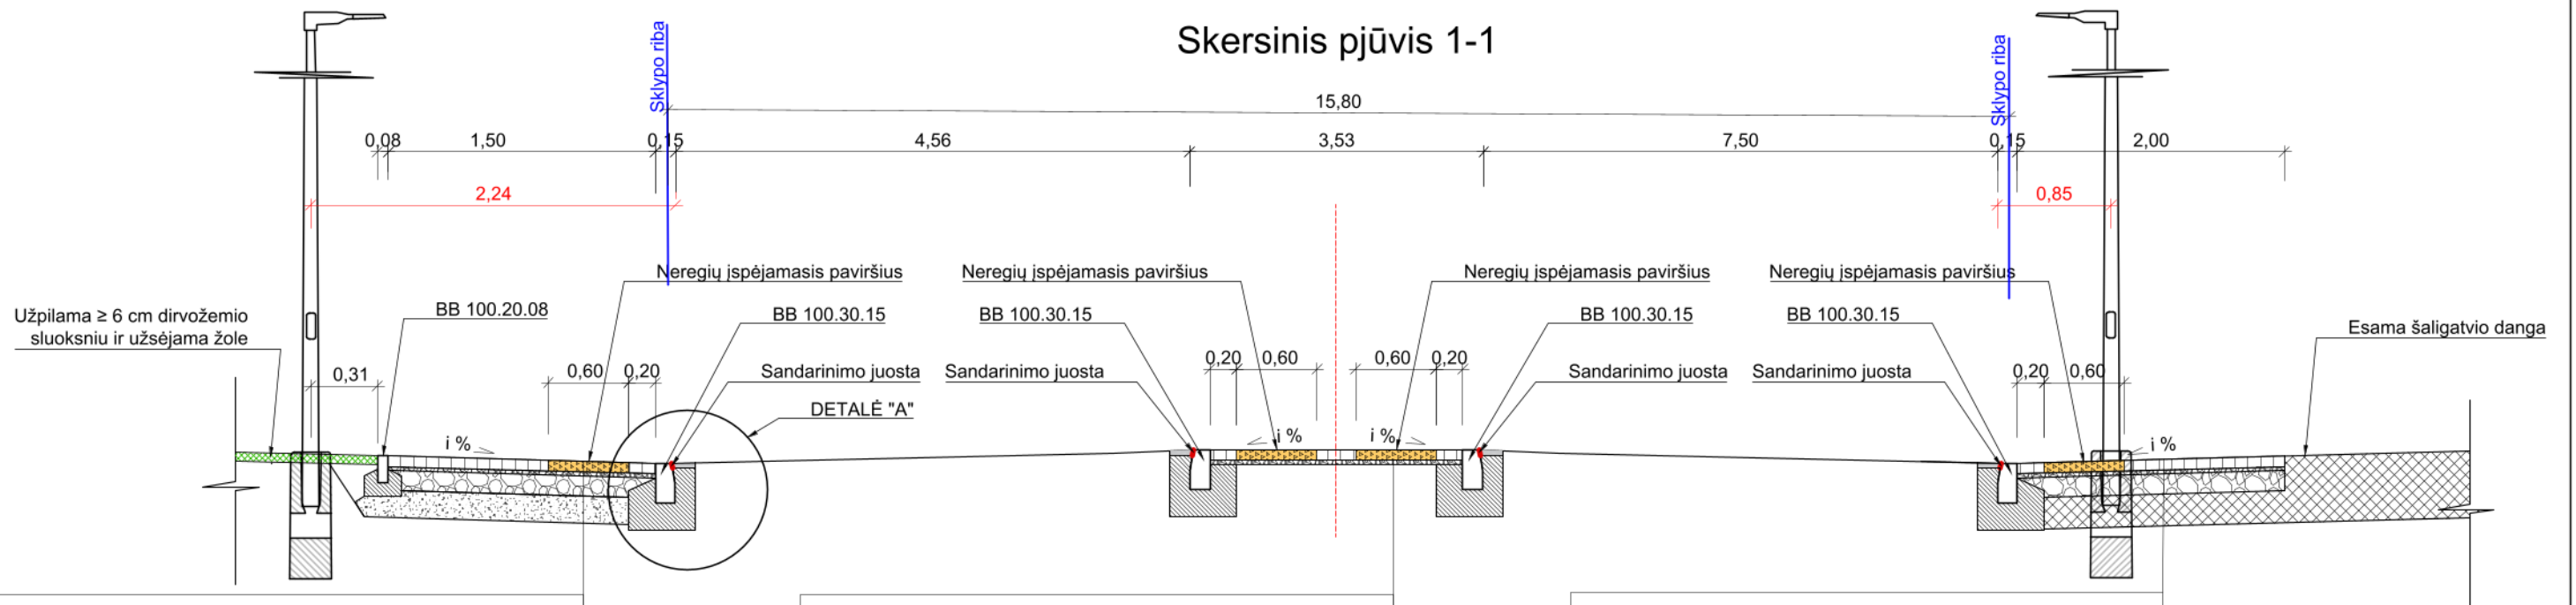 Skersinis pjūvis 1-1
Sklypo riba
Sklypo riba
15,80
0,08
1,50
0,15
4,56
3,53
7,50
0,15
2,00
2,24
0,85
Neregių įspėjamasis paviršius
Neregių įspėjamasis paviršius
Neregių įspėjamasis paviršius
Neregių įspėjamasis paviršius
Užpilama ≥ 6 cm dirvožemio
sluoksniu ir užsėjama žole
BB 100.20.08
BB 100.30.15
BB 100.30.15
BB 100.30.15
BB 100.30.15
Esama šaligatvio danga
0,31
0,60
0,20
Sandarinimo juosta
Sandarinimo juosta
0,20
0,60
0,60
0,20
Sandarinimo juosta
Sandarinimo juosta
0,20
0,60
DETALĖ "A"
i %
i %
i %
i %